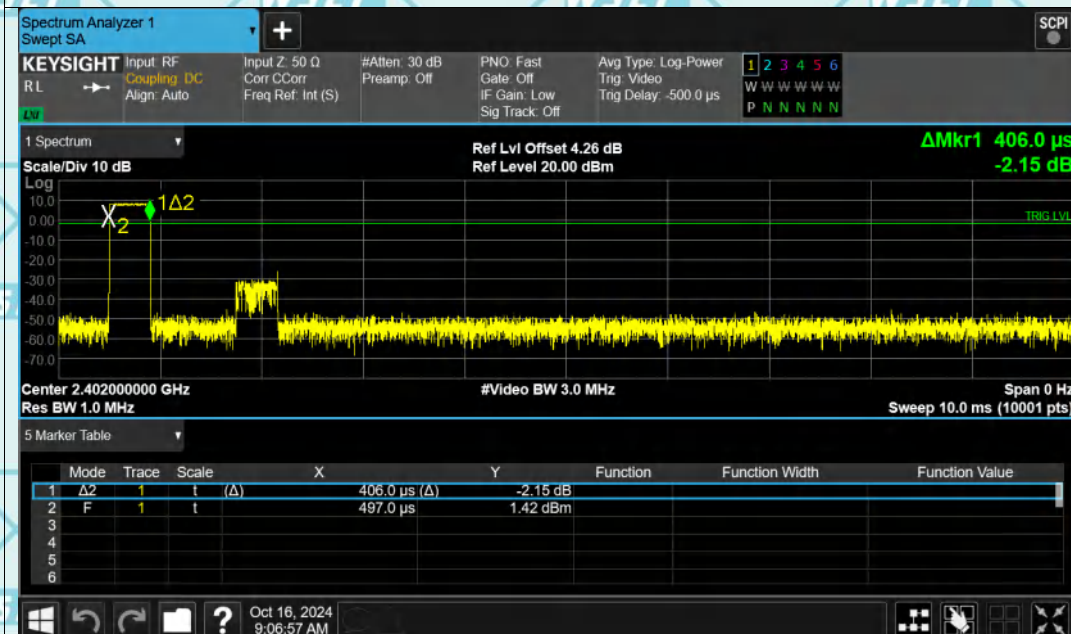 Spectrum Analyzer 1
Swept SA
+
SCPI
KEYSIGHT
RL
LNI
Input: RF
Coupling: DC
Align: Auto
Input Z: 50 Ω
Corr CCorr
Freq Ref: Int (S)
#Atten: 30 dB
Preamp: Off
PNO: Fast
Gate: Off
IF Gain: Low
Sig Track: Off
Avg Type: Log-Power
Trig: Video
Trig Delay: -500.0 µs
1 2 3 4 5 6
W W W W W W
P N N N N N
1 Spectrum
Scale/Div 10 dB
Ref Lvl Offset 4.26 dB
Ref Level 20.00 dBm
ΔMkr1 406.0 µs
-2.15 dB
Log
10.0
0.00
-10.0
-20.0
-30.0
-40.0
-50.0
-60.0
-70.0
X2
1Δ2
TRIG LVL
Center 2.402000000 GHz
Res BW 1.0 MHz
#Video BW 3.0 MHz
Span 0 Hz
Sweep 10.0 ms (10001 pts)
5 Marker Table
Mode Trace Scale X Y Function Function Width Function Value
1 Δ2 1 t (Δ) 406.0 µs (Δ) -2.15 dB
2 F 1 t 497.0 µs 1.42 dBm
3
4
5
6
?
Oct 16, 2024
9:06:57 AM